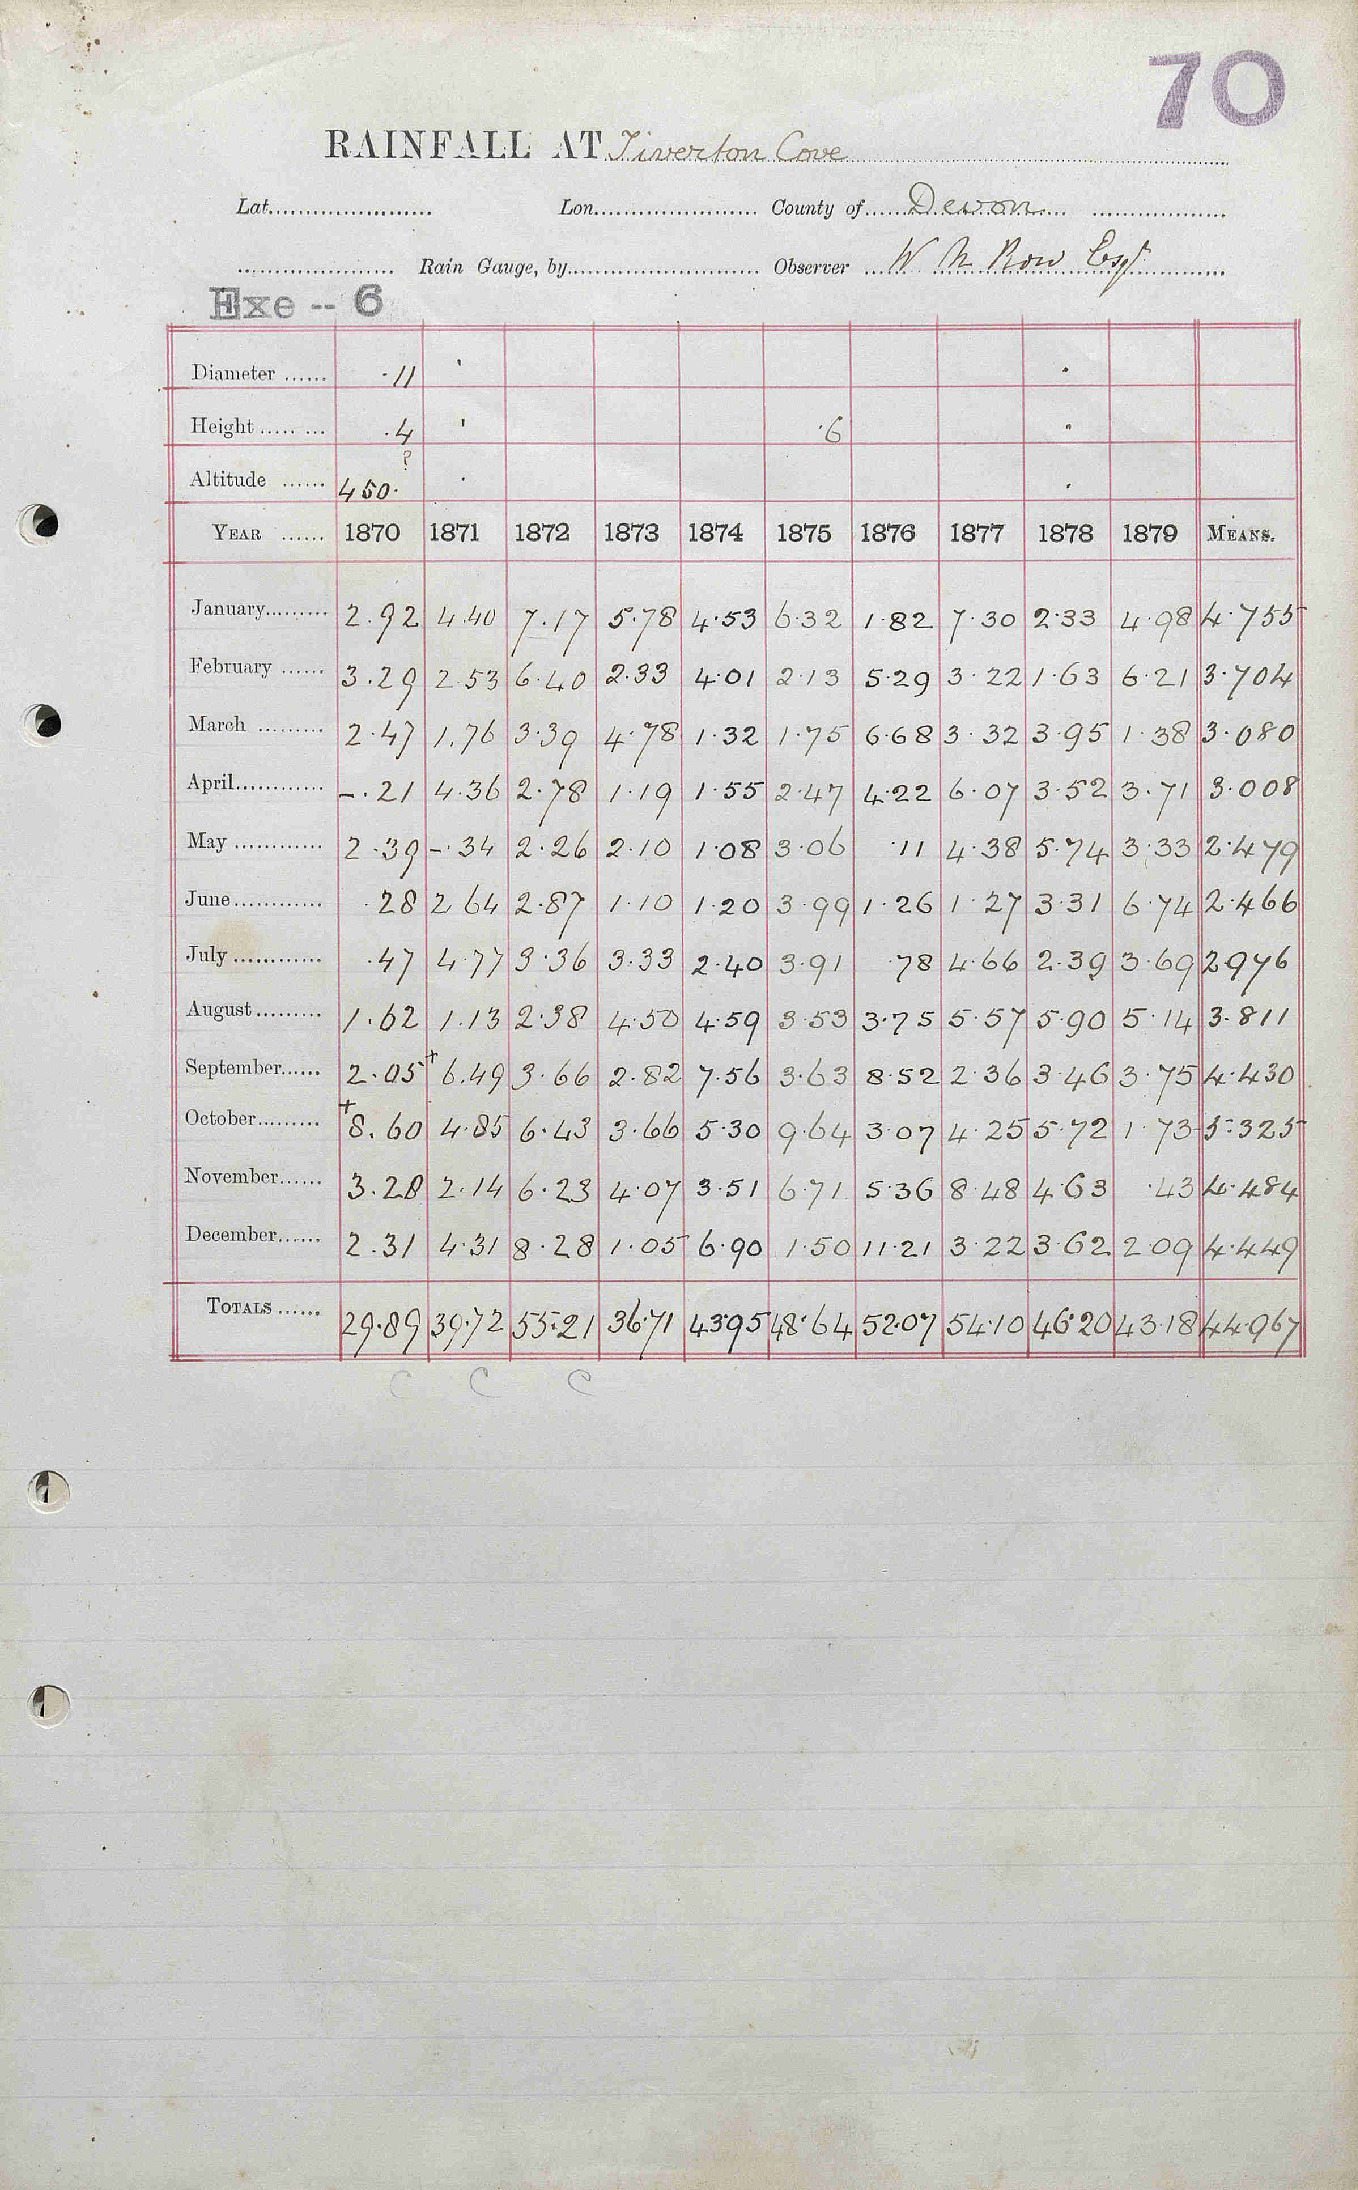 70
RAINFALL AT Tiverton Cove
Lat. Lon. County of Devon
Rain Gauge, by Observer W N Row Esqr
Exe -- 6
Diameter ...... ·11
Height ........ ·4 ·6
Altitude ...... 450· ?
YEAR ...... 1870 1871 1872 1873 1874 1875 1876 1877 1878 1879 MEANS.
January......... 2.92 4.40 7.17 5.78 4.53 6.32 1.82 7.30 2.33 4.98 4.755
February ...... 3.29 2.53 6.40 2.33 4.01 2.13 5.29 3.22 1.63 6.21 3.704
March ......... 2.47 1.76 3.39 4.78 1.32 1.75 6.68 3.32 3.95 1.38 3.080
April............ –.21 4.36 2.78 1.19 1.55 2.47 4.22 6.07 3.52 3.71 3.008
May ............ 2.39 –.34 2.26 2.10 1.08 3.06 .11 4.38 5.74 3.33 2.479
June............ .28 2.64 2.87 1.10 1.20 3.99 1.26 1.27 3.31 6.74 2.466
July ............ .47 4.77 3.36 3.33 2.40 3.91 .78 4.66 2.39 3.69 2976
August......... 1.62 1.13 2.38 4.50 4.59 3.53 3.75 5.57 5.90 5.14 3.811
September...... 2.05 +6.49 3.66 2.82 7.56 3.63 8.52 2.36 3.46 3.75 4.430
October......... +8.60 4.85 6.43 3.66 5.30 9.64 3.07 4.25 5.72 1.73 5.325
November...... 3.28 2.14 6.23 4.07 3.51 6.71 5.36 8.48 4.63 .43 4.484
December...... 2.31 4.31 8.28 1.05 6.90 1.50 11.21 3.22 3.62 2.09 4.449
TOTALS ...... 29.89 39.72 55.21 36.71 43.95 48.64 52.07 54.10 46.20 43.18 44.967
C C C